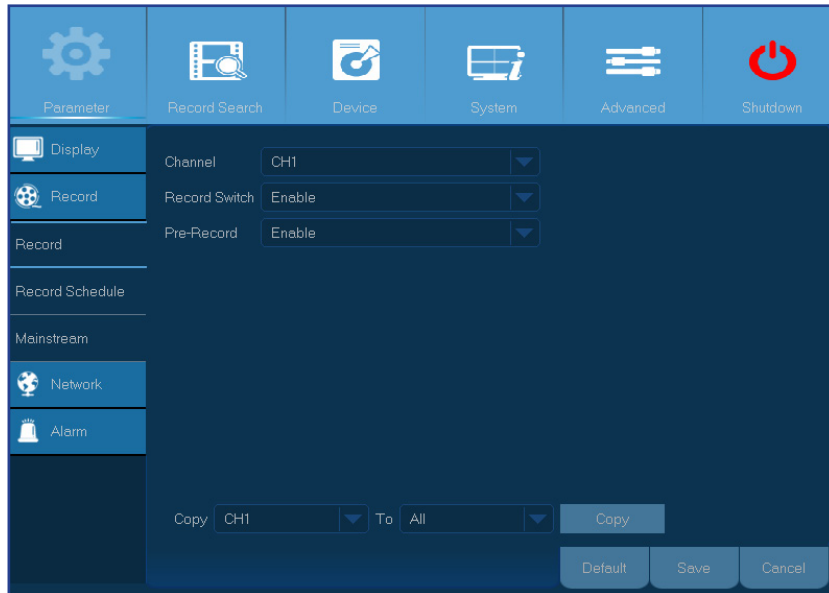 Parameter Record Search Device System Advanced Shutdown
Display
Record
Record
Record Schedule
Mainstream
Network
Alarm
Channel CH1
Record Switch Enable
Pre-Record Enable
Copy CH1 To All Copy
Default Save Cancel